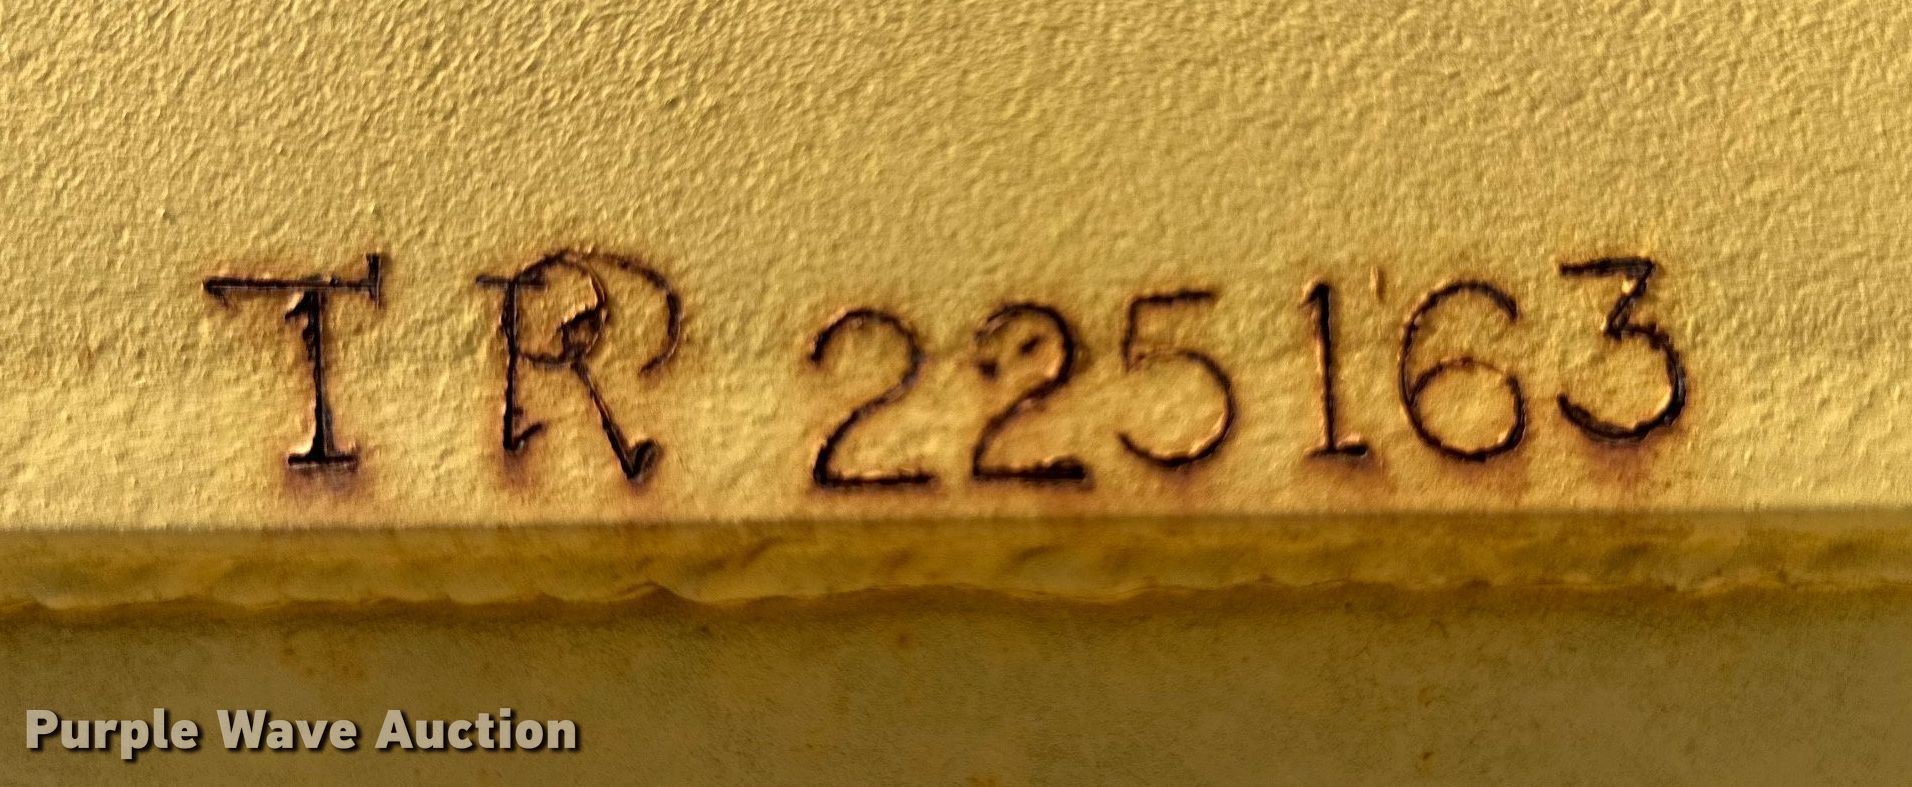 TR 225163
Purple Wave Auction